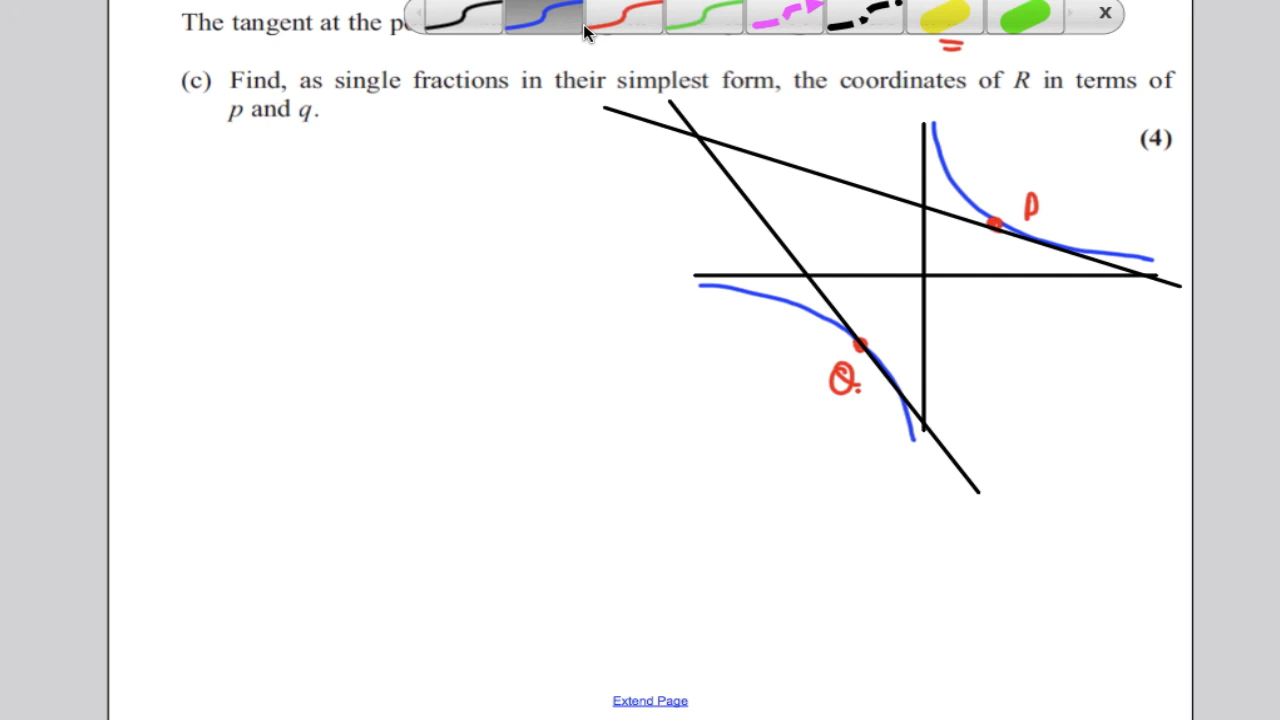 The tangent at the
x
(c) Find, as single fractions in their simplest form, the coordinates of R in terms of
p and q.
(4)
P
Q.
Extend Page